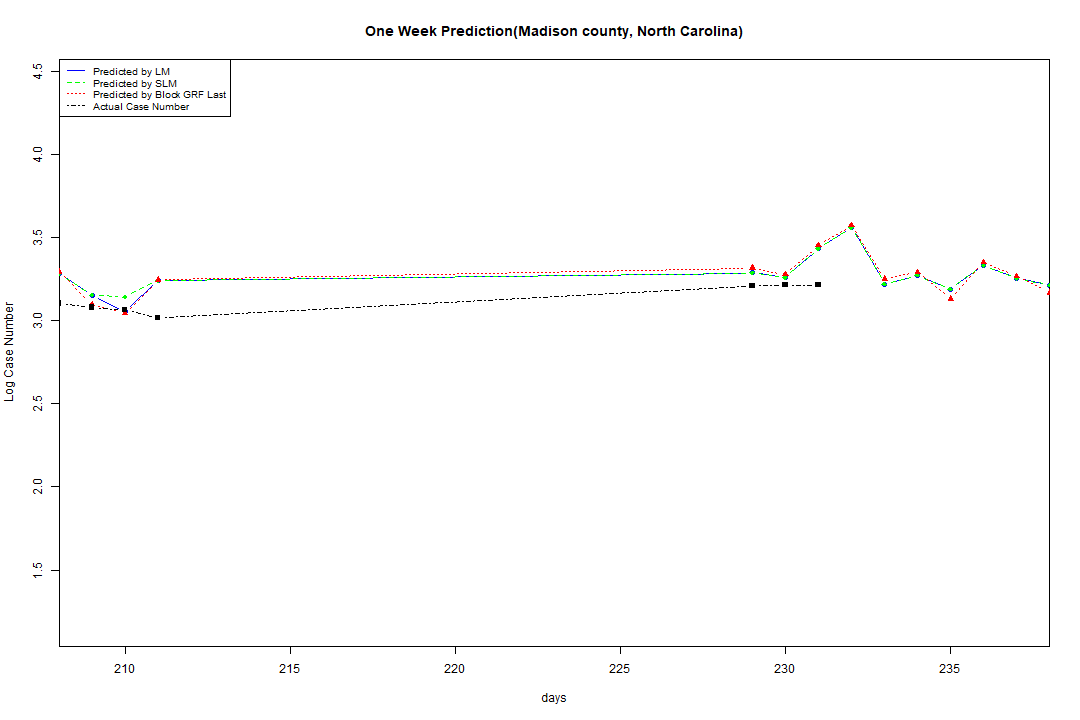 One Week Prediction(Madison county, North Carolina)
Predicted by LM
Predicted by SLM
Predicted by Block GRF Last
Actual Case Number
4.5
4.0
3.5
3.0
2.5
2.0
1.5
Log Case Number
210 215 220 225 230 235
days